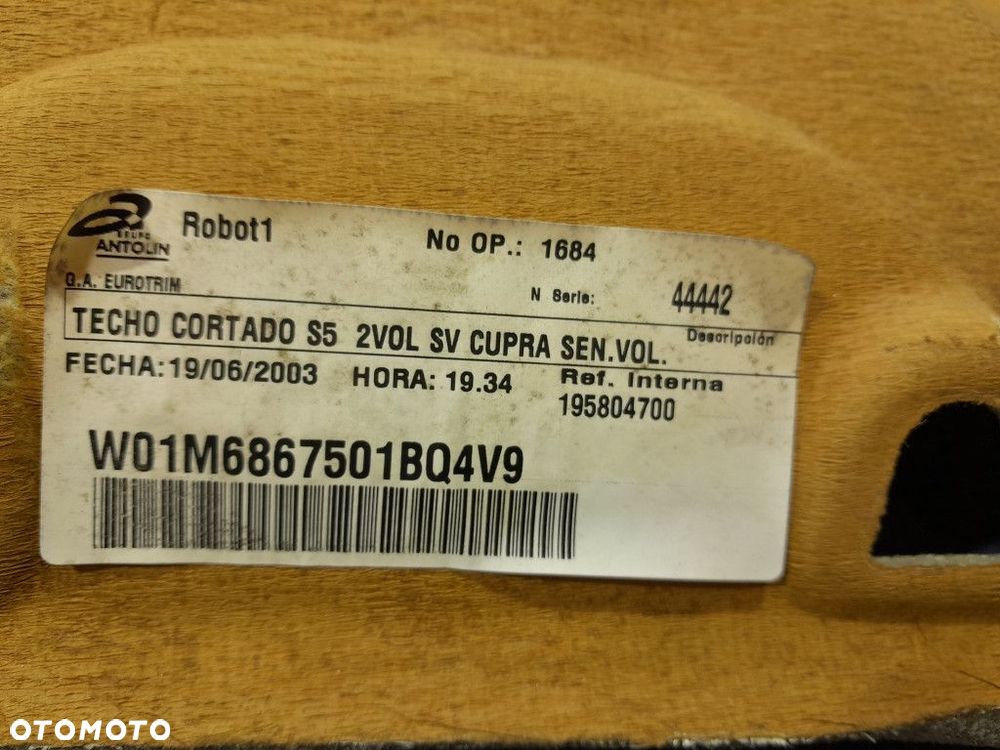 GRUPO
ANTOLIN
Robot1
No OP.: 1684
G.A. EUROTRIM
N Serie: 44442
TECHO CORTADO S5 2VOL SV CUPRA SEN.VOL.
Descripión
FECHA:19/06/2003 HORA: 19.34 Ref. Interna
195804700
W01M6867501BQ4V9
OTOMOTO